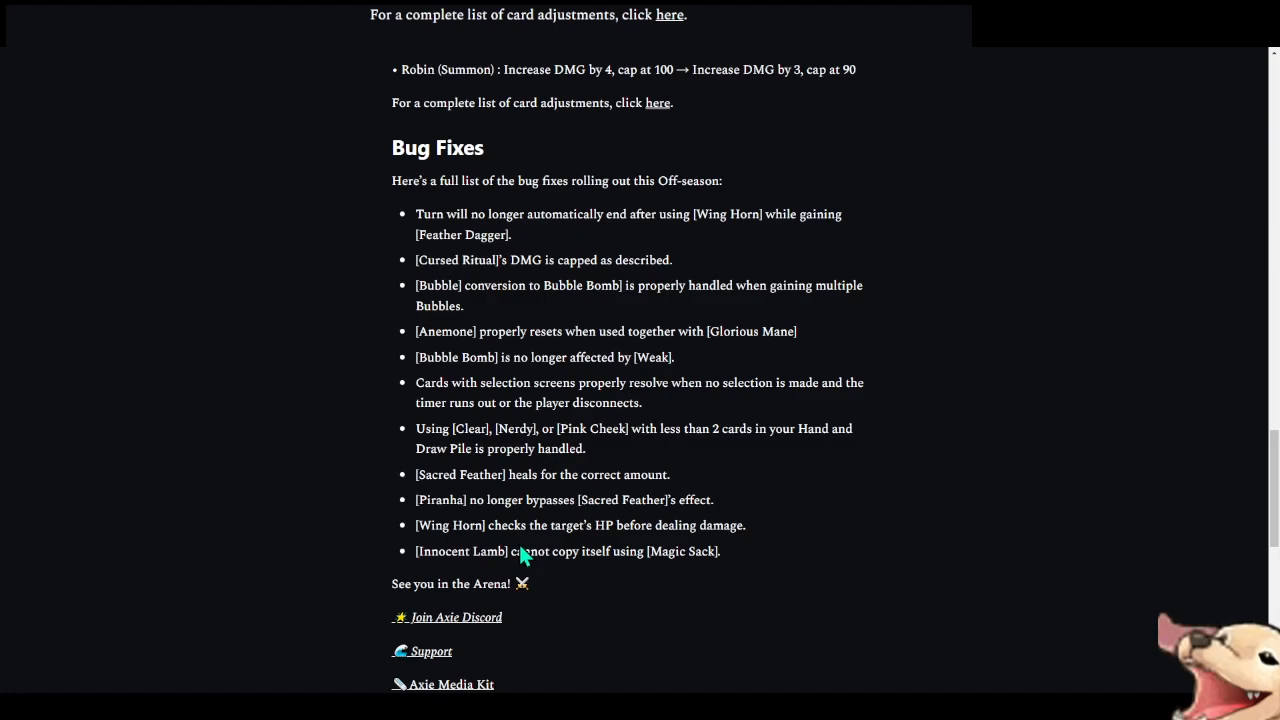 For a complete list of card adjustments, click here.
• Robin (Summon) : Increase DMG by 4, cap at 100 → Increase DMG by 3, cap at 90
For a complete list of card adjustments, click here.
Bug Fixes
Here's a full list of the bug fixes rolling out this Off-season:
• Turn will no longer automatically end after using [Wing Horn] while gaining
[Feather Dagger].
• [Cursed Ritual]'s DMG is capped as described.
• [Bubble] conversion to Bubble Bomb] is properly handled when gaining multiple
Bubbles.
• [Anemone] properly resets when used together with [Glorious Mane]
• [Bubble Bomb] is no longer affected by [Weak].
• Cards with selection screens properly resolve when no selection is made and the
timer runs out or the player disconnects.
• Using [Clear], [Nerdy], or [Pink Cheek] with less than 2 cards in your Hand and
Draw Pile is properly handled.
• [Sacred Feather] heals for the correct amount.
• [Piranha] no longer bypasses [Sacred Feather]'s effect.
• [Wing Horn] checks the target's HP before dealing damage.
• [Innocent Lamb] cannot copy itself using [Magic Sack].
See you in the Arena! ⚔️
⭐ Join Axie Discord
🌊 Support
📎Axie Media Kit